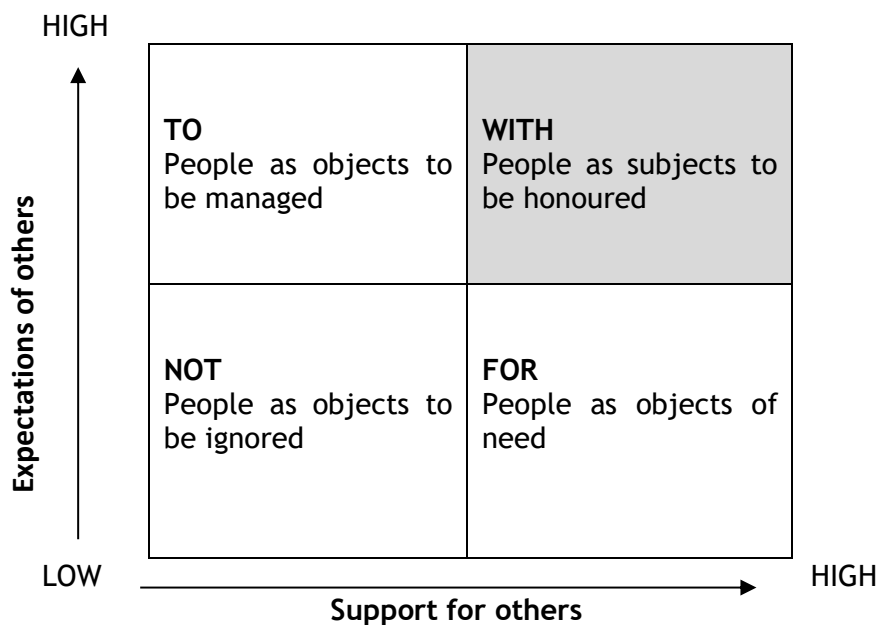 HIGH
TO
People as objects to
be managed
WITH
People as subjects to
be honoured
Expectations of others
NOT
People as objects to
be ignored
FOR
People as objects of
need
LOW
HIGH
Support for others